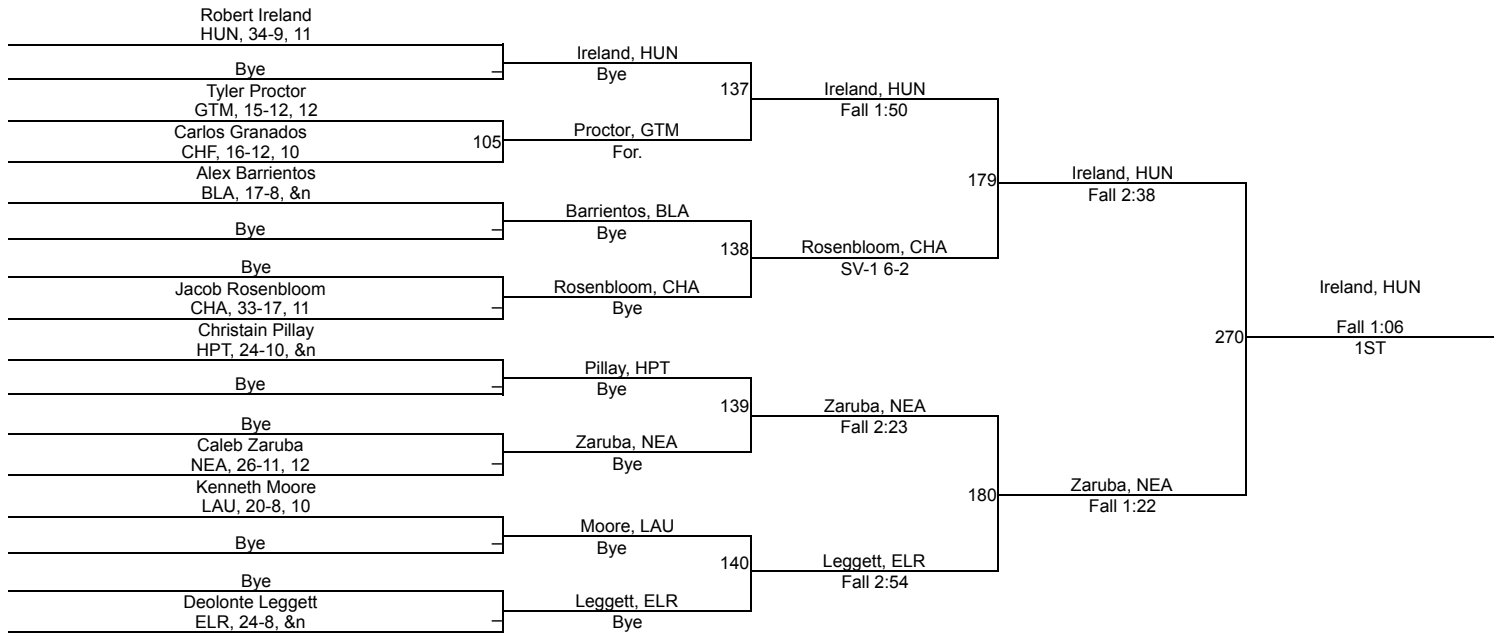 Robert Ireland
HUN, 34-9, 11
Bye
–
Tyler Proctor
GTM, 15-12, 12
Carlos Granados
CHF, 16-12, 10
105
Alex Barrientos
BLA, 17-8, &n
Bye
–
Bye
Jacob Rosenbloom
CHA, 33-17, 11
–
Christain Pillay
HPT, 24-10, &n
Bye
–
Bye
Caleb Zaruba
NEA, 26-11, 12
–
Kenneth Moore
LAU, 20-8, 10
Bye
–
Bye
Deolonte Leggett
ELR, 24-8, &n
–
Ireland, HUN
Bye
137
Proctor, GTM
For.
Barrientos, BLA
Bye
138
Rosenbloom, CHA
Bye
Pillay, HPT
Bye
139
Zaruba, NEA
Bye
Moore, LAU
Bye
140
Leggett, ELR
Bye
Ireland, HUN
Fall 1:50
179
Rosenbloom, CHA
SV-1 6-2
Zaruba, NEA
Fall 2:23
180
Leggett, ELR
Fall 2:54
Ireland, HUN
Fall 2:38
270
Zaruba, NEA
Fall 1:22
Ireland, HUN
Fall 1:06
1ST